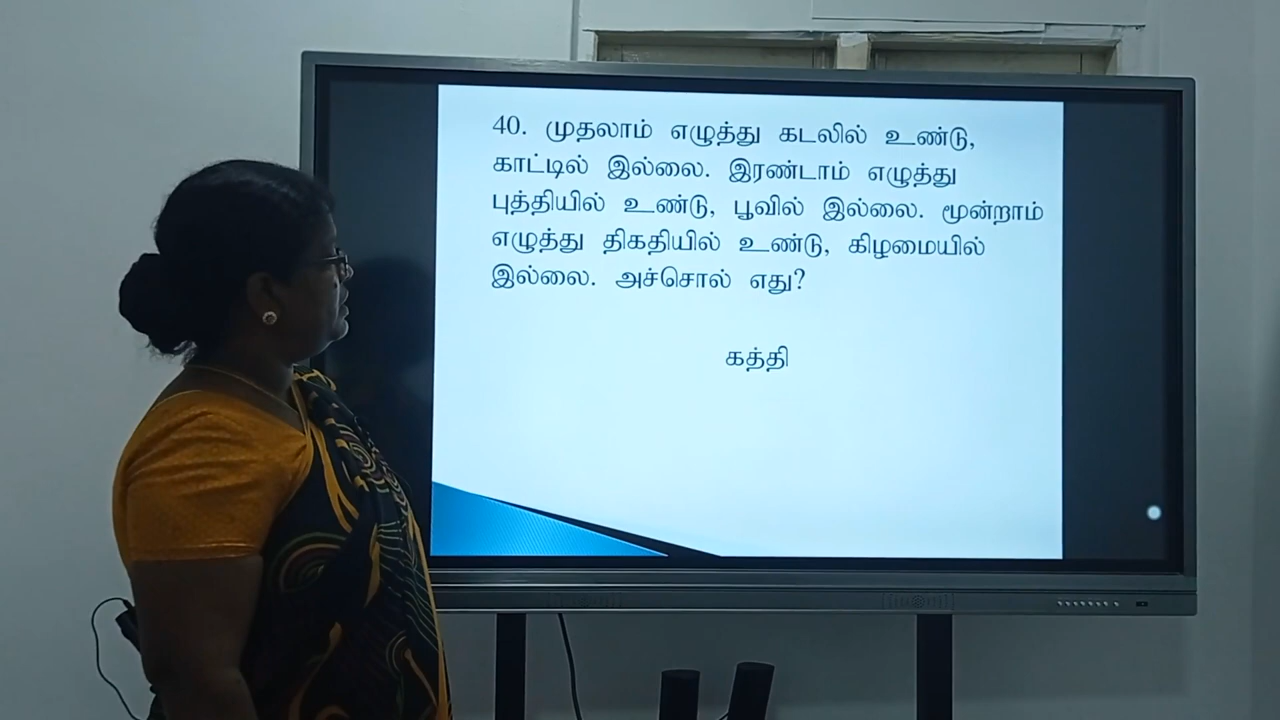 40. முதலாம் எழுத்து கடலில் உண்டு,
காட்டில் இல்லை. இரண்டாம் எழுத்து
புத்தியில் உண்டு, பூவில் இல்லை. மூன்றாம்
எழுத்து திகதியில் உண்டு, கிழமையில்
இல்லை. அச்சொல் எது?
கத்தி